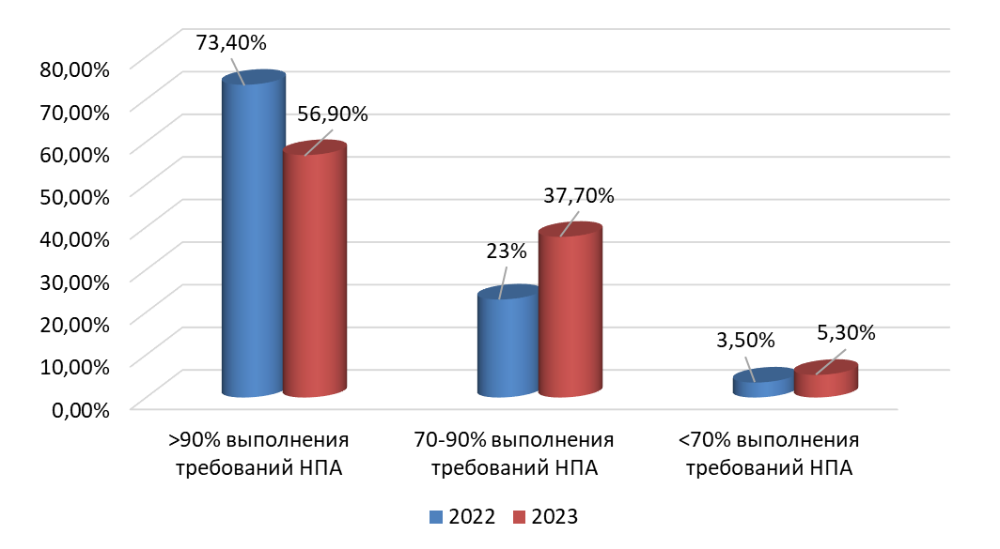 73,40%
56,90%
37,70%
23%
3,50%
5,30%
80,00%
70,00%
60,00%
50,00%
40,00%
30,00%
20,00%
10,00%
0,00%
>90% выполнения
требований НПА
70-90% выполнения
требований НПА
<70% выполнения
требований НПА
2022
2023